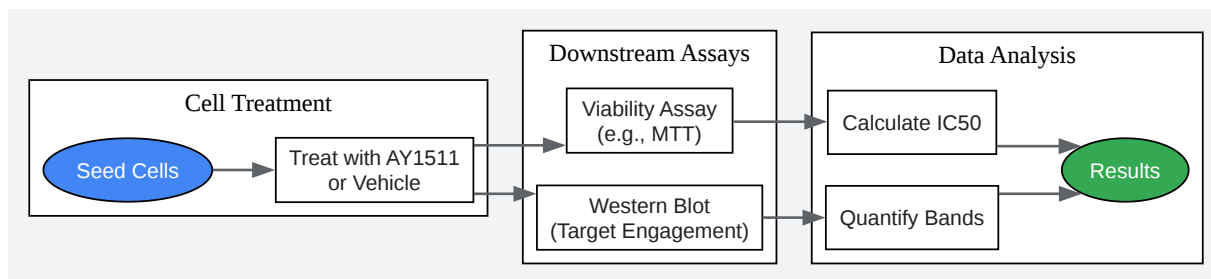 Cell Treatment
Seed Cells
Treat with AY1511
or Vehicle
Downstream Assays
Viability Assay
(e.g., MTT)
Western Blot
(Target Engagement)
Data Analysis
Calculate IC50
Quantify Bands
Results